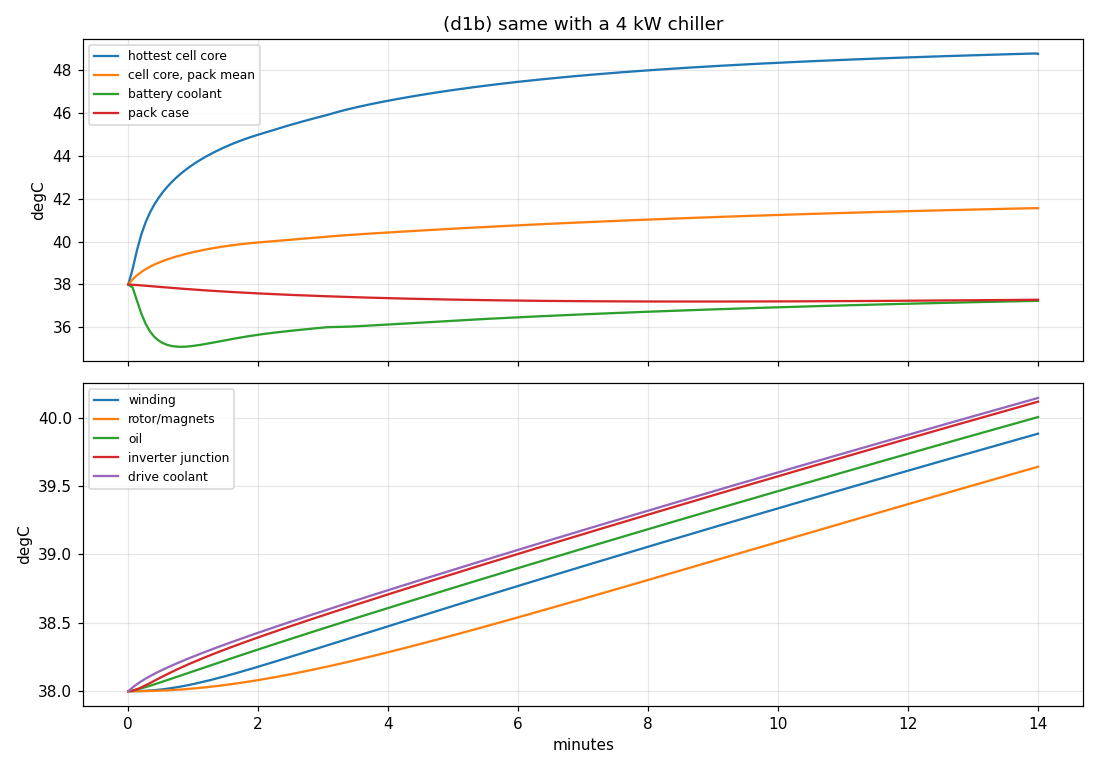 (d1b) same with a 4 kW chiller
hottest cell core
cell core, pack mean
battery coolant
pack case
degC
48
46
44
42
40
38
36
winding
rotor/magnets
oil
inverter junction
drive coolant
degC
40.0
39.5
39.0
38.5
38.0
0 2 4 6 8 10 12 14
minutes